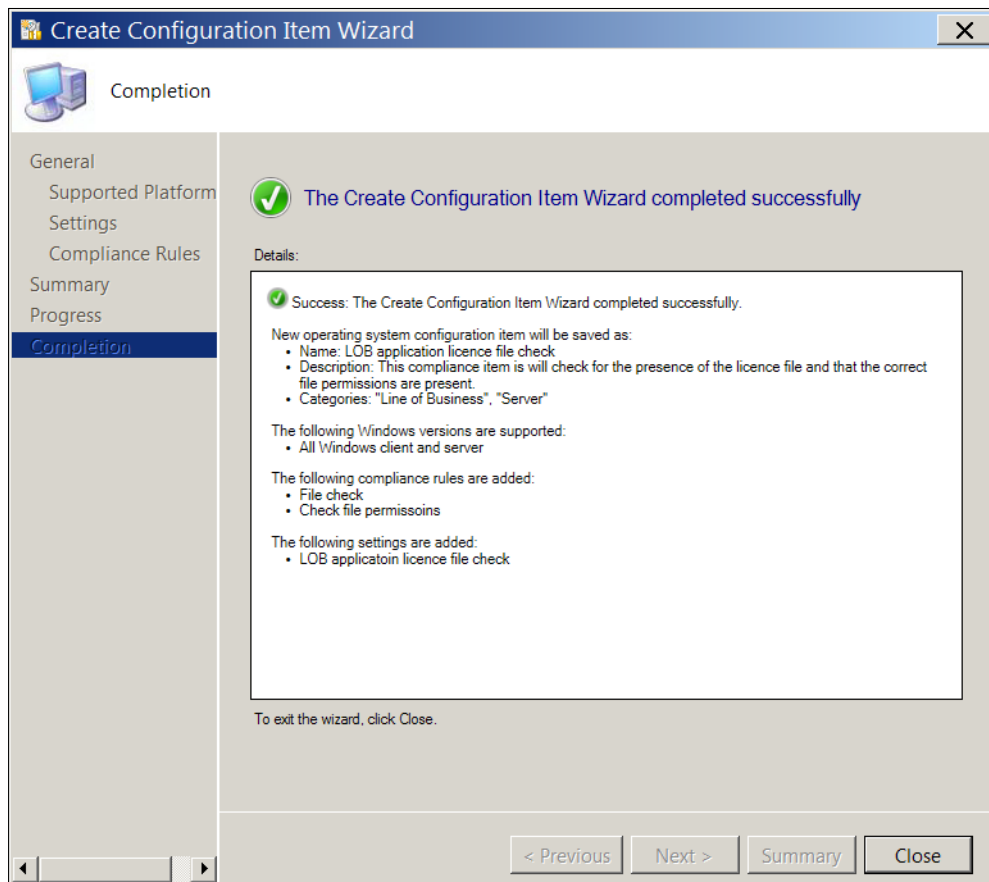 Create Configuration Item Wizard
Completion
General
Supported Platform
Settings
Compliance Rules
Summary
Progress
Completion
The Create Configuration Item Wizard completed successfully
Details:
Success: The Create Configuration Item Wizard completed successfully.
New operating system configuration item will be saved as:
• Name: LOB application licence file check
• Description: This compliance item is will check for the presence of the licence file and that the correct
file permissions are present.
• Categories: "Line of Business", "Server"
The following Windows versions are supported:
• All Windows client and server
The following compliance rules are added:
• File check
• Check file permissoins
The following settings are added:
• LOB applicatoin licence file check
To exit the wizard, click Close.
< Previous
Next >
Summary
Close